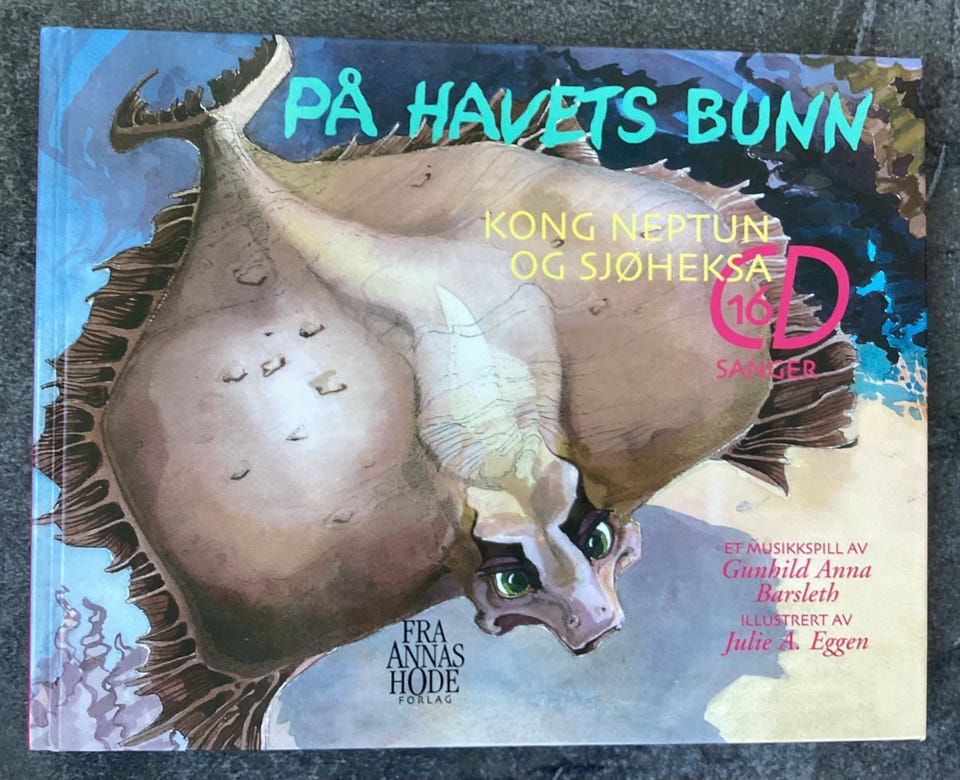 PÅ HAVETS BUNN
KONG NEPTUN
OG SJØHEKSA
CD
16
SANGER
ET MUSIKKSPILL AV
Gunhild Anna
Barsleth
ILLUSTRERT AV
Julie A. Eggen
FRA
ANNAS
HODE
FORLAG